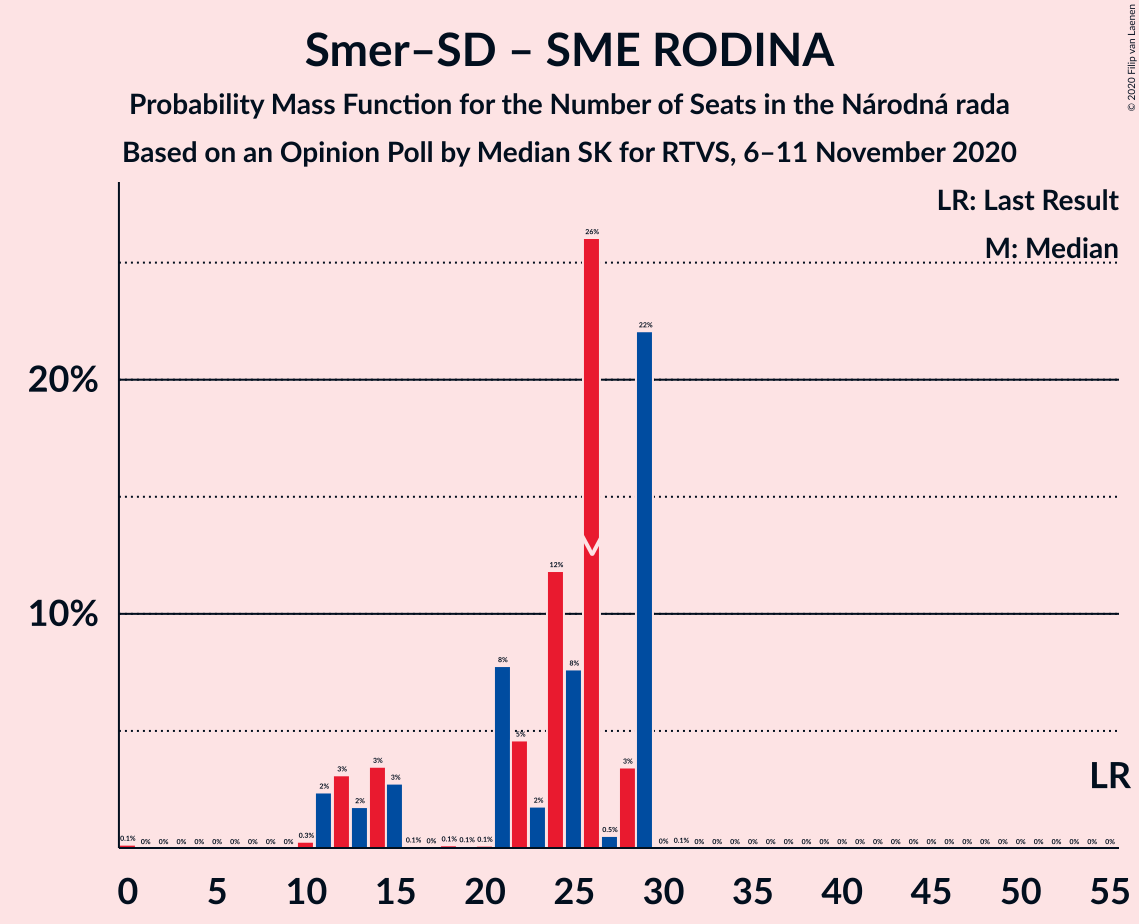 Smer–SD – SME RODINA
Probability Mass Function for the Number of Seats in the Národná rada
Based on an Opinion Poll by Median SK for RTVS, 6–11 November 2020
© 2020 Filip van Laenen
LR: Last Result
M: Median
20%
10%
0.1% 0% 0% 0% 0% 0% 0% 0% 0% 0% 0.3% 2% 3% 2% 3% 3% 0.1% 0% 0.1% 0.1% 0.1% 8% 5% 2% 12% 8% 26% 0.5% 3% 22% 0% 0.1% 0% 0% 0% 0% 0% 0% 0% 0% 0% 0% 0% 0% 0% 0% 0% 0% 0% 0% 0% 0% 0% 0% 0% 0%
M
LR
0 5 10 15 20 25 30 35 40 45 50 55